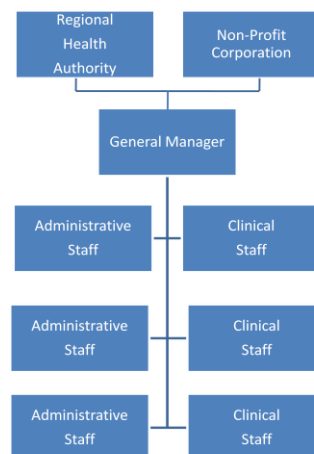 Regional
Health
Authority
Non-Profit
Corporation
General Manager
Administrative
Staff
Clinical
Staff
Administrative
Staff
Clinical
Staff
Administrative
Staff
Clinical
Staff